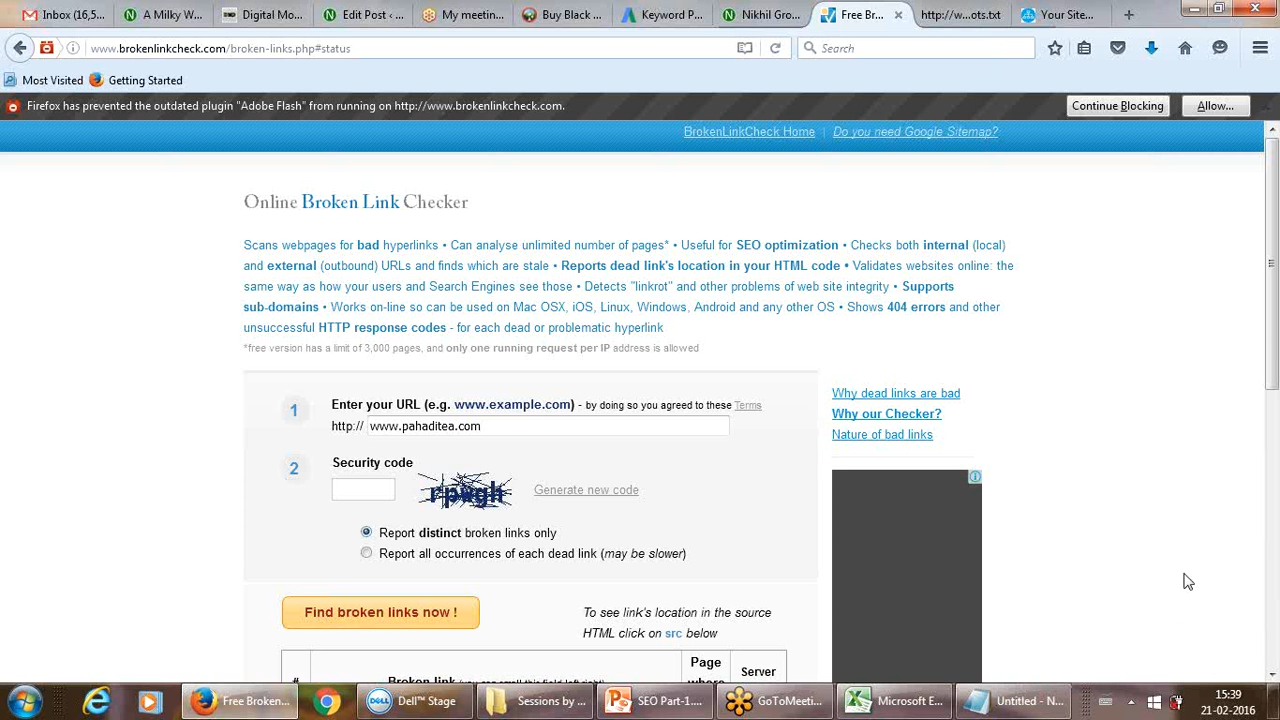 Inbox (16,5...
A Milky W...
Digital Mo...
Edit Post ‹ ...
My meetin...
Buy Black ...
Keyword P...
Nikhil Gro...
Free Br...
http://w...ots.txt
Your Site...
www.brokenlinkcheck.com/broken-links.php#status
Search
Most Visited
Getting Started
Firefox has prevented the outdated plugin "Adobe Flash" from running on http://www.brokenlinkcheck.com.
Continue Blocking
Allow...
BrokenLinkCheck Home | Do you need Google Sitemap?
Online Broken Link Checker
Scans webpages for bad hyperlinks • Can analyse unlimited number of pages* • Useful for SEO optimization • Checks both internal (local)
and external (outbound) URLs and finds which are stale • Reports dead link's location in your HTML code • Validates websites online: the
same way as how your users and Search Engines see those • Detects "linkrot" and other problems of web site integrity • Supports
sub-domains • Works on-line so can be used on Mac OSX, iOS, Linux, Windows, Android and any other OS • Shows 404 errors and other
unsuccessful HTTP response codes - for each dead or problematic hyperlink
*free version has a limit of 3,000 pages, and only one running request per IP address is allowed
1
Enter your URL (e.g. www.example.com) - by doing so you agreed to these Terms
http:// www.pahaditea.com
2
Security code
Generate new code
Report distinct broken links only
Report all occurrences of each dead link (may be slower)
Why dead links are bad
Why our Checker?
Nature of bad links
Find broken links now !
To see link's location in the source
HTML click on src below
#
Broken link
Page
where
Server
Free Broken...
Dell™ Stage
Sessions by ...
SEO Part-1....
GoToMeeti...
Microsoft E...
Untitled - N...
15:39
21-02-2016